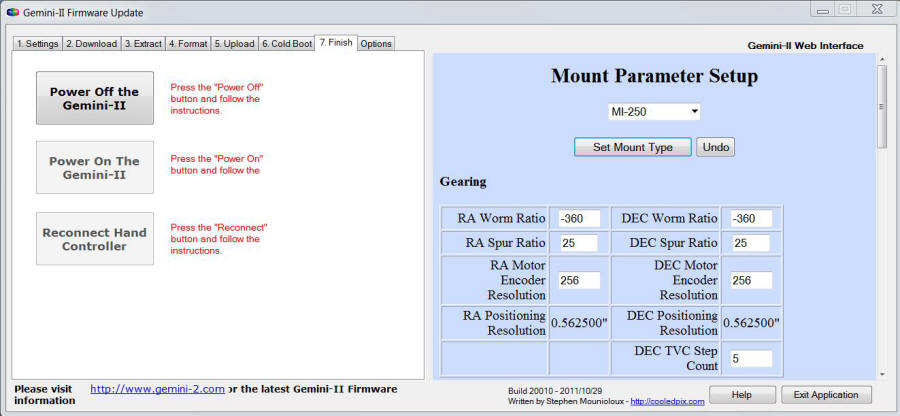 Gemini-II Firmware Update
1. Settings 2. Download 3. Extract 4. Format 5. Upload 6. Cold Boot 7. Finish Options
Gemini-II Web Interface
Power Off the
Gemini-II
Press the "Power Off"
button and follow the
instructions.
Power On The
Gemini-II
Press the "Power On"
button and follow the
Reconnect Hand
Controller
Press the "Reconnect"
button and follow the
instructions.
Mount Parameter Setup
MI-250
Set Mount Type Undo
Gearing
RA Worm Ratio -360 DEC Worm Ratio -360
RA Spur Ratio 25 DEC Spur Ratio 25
RA Motor
Encoder
Resolution
256
DEC Motor
Encoder
Resolution
256
RA Positioning
Resolution
0.562500"
DEC Positioning
Resolution
0.562500"
DEC TVC Step
Count
5
Please visit http://www.gemini-2.com or the latest Gemini-II Firmware
information
Build 20010 - 2011/10/29
Written by Stephen Mounioloux - http://cooledpix.com
Help Exit Application